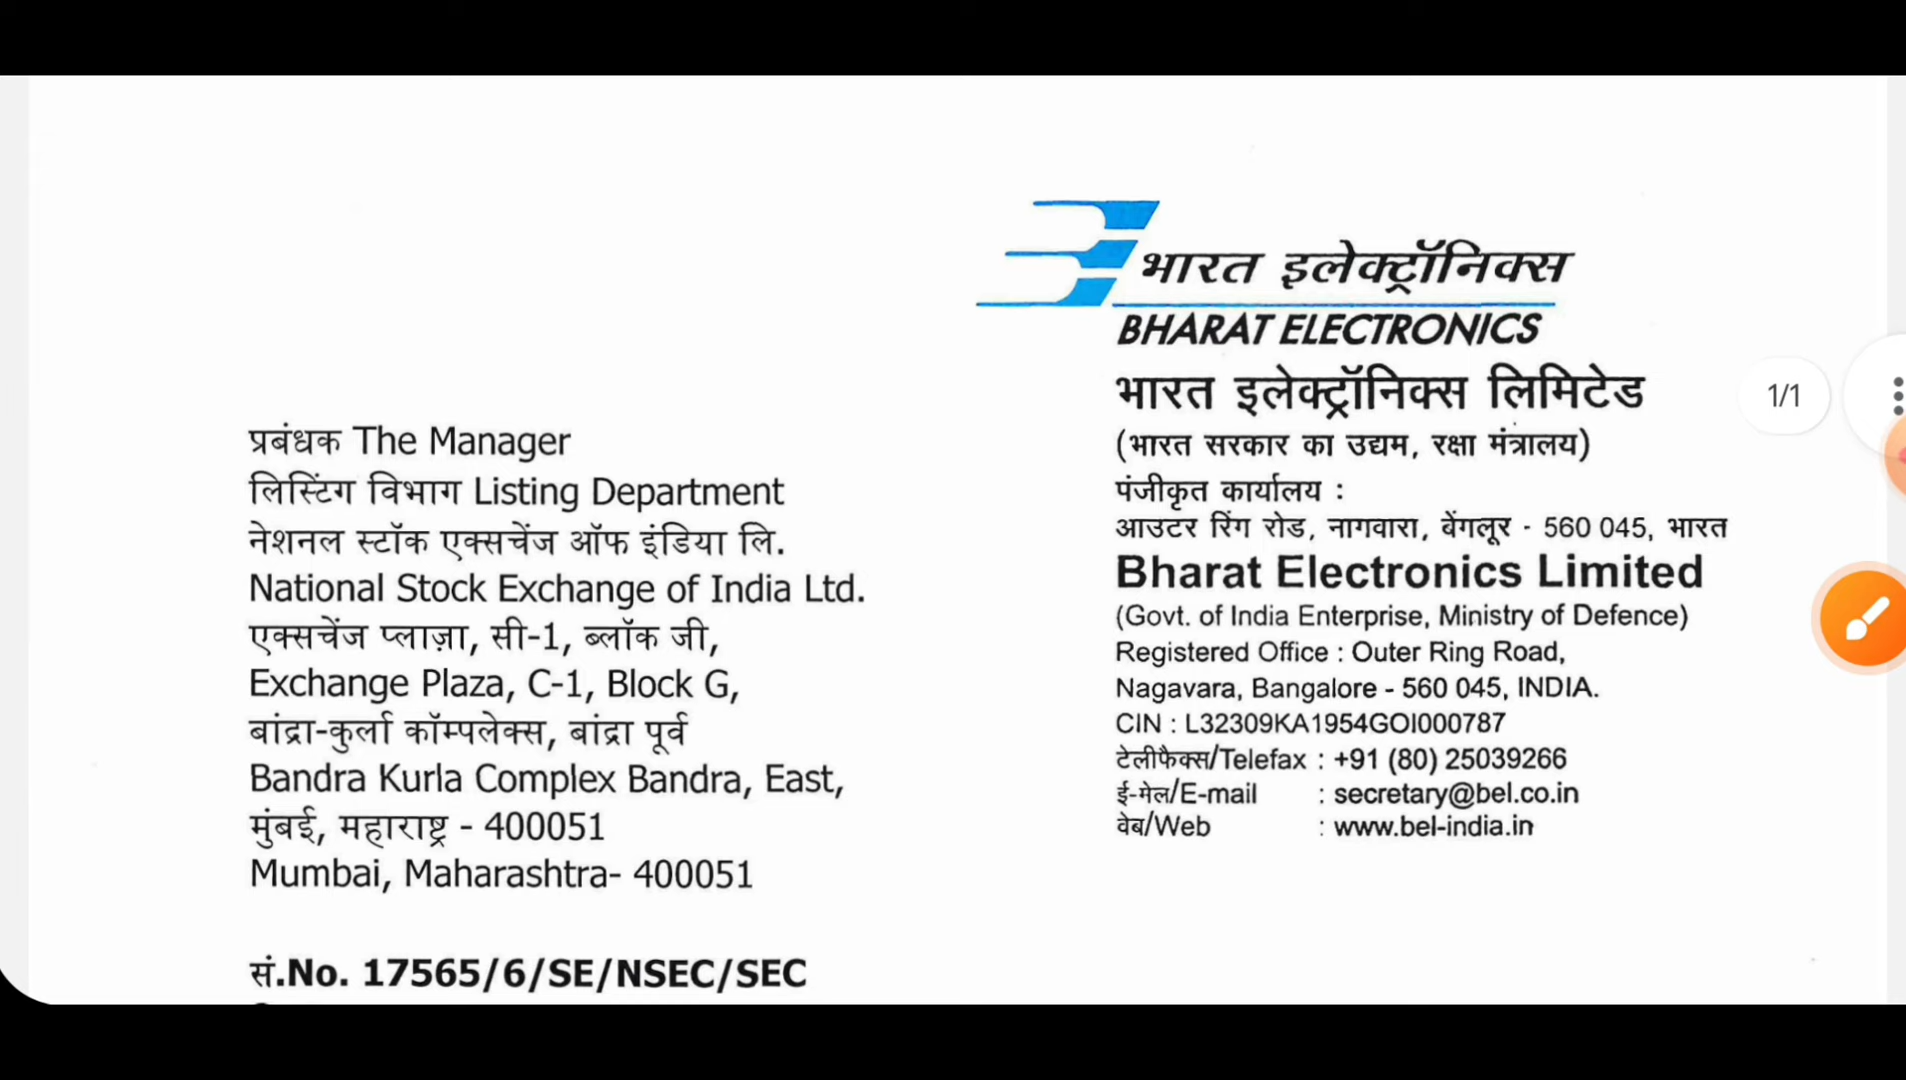 भारत इलेक्ट्रॉनिक्स
BHARAT ELECTRONICS
भारत इलेक्ट्रॉनिक्स लिमिटेड
(भारत सरकार का उद्यम, रक्षा मंत्रालय)
पंजीकृत कार्यालय :
आउटर रिंग रोड, नागवारा, बेंगलूर - 560 045, भारत
Bharat Electronics Limited
(Govt. of India Enterprise, Ministry of Defence)
Registered Office : Outer Ring Road,
Nagavara, Bangalore - 560 045, INDIA.
CIN : L32309KA1954GOI000787
टेलीफैक्स/Telefax : +91 (80) 25039266
ई-मेल/E-mail : secretary@bel.co.in
वेब/Web : www.bel-india.in
1/1
प्रबंधक The Manager
लिस्टिंग विभाग Listing Department
नेशनल स्टॉक एक्सचेंज ऑफ इंडिया लि.
National Stock Exchange of India Ltd.
एक्सचेंज प्लाज़ा, सी-1, ब्लॉक जी,
Exchange Plaza, C-1, Block G,
बांद्रा-कुर्ला कॉम्पलेक्स, बांद्रा पूर्व
Bandra Kurla Complex Bandra, East,
मुंबई, महाराष्ट्र - 400051
Mumbai, Maharashtra- 400051
सं.No. 17565/6/SE/NSEC/SEC